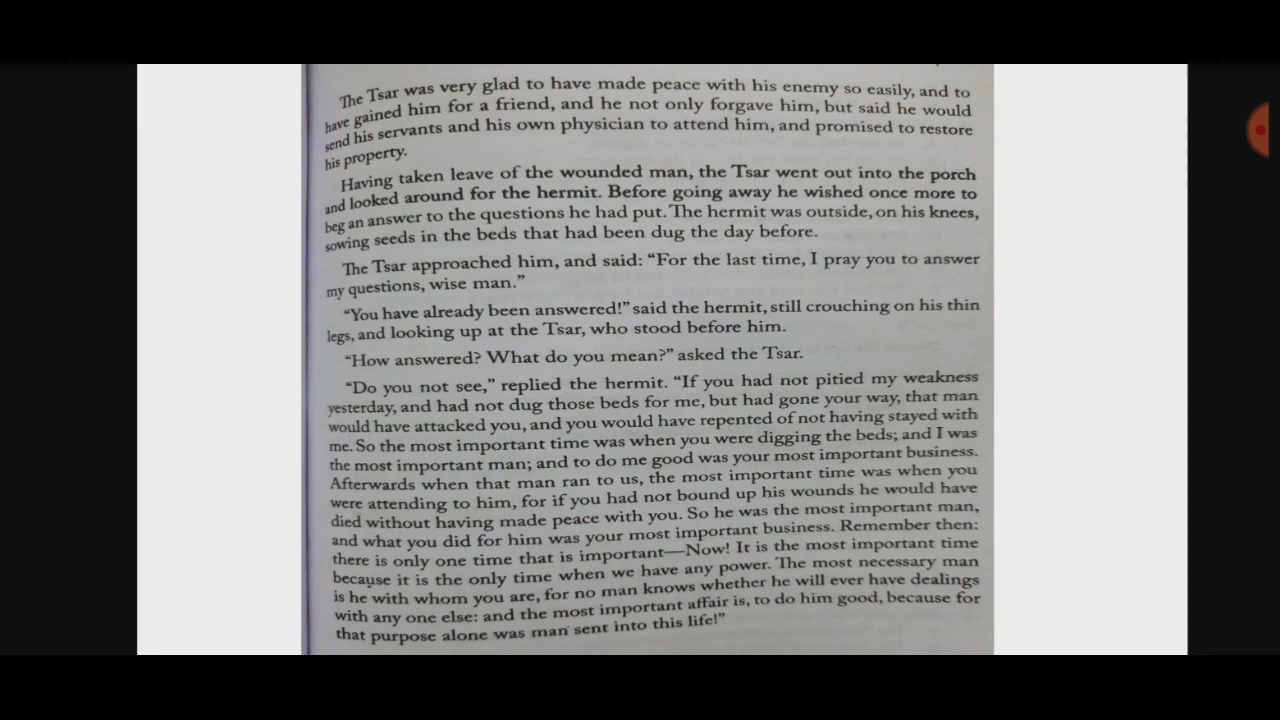 The Tsar was very glad to have made peace with his enemy so easily, and to
have gained him for a friend, and he not only forgave him, but said he would
send his servants and his own physician to attend him, and promised to restore
his property.
Having taken leave of the wounded man, the Tsar went out into the porch
and looked around for the hermit. Before going away he wished once more to
beg an answer to the questions he had put. The hermit was outside, on his knees,
sowing seeds in the beds that had been dug the day before.
The Tsar approached him, and said: “For the last time, I pray you to answer
my questions, wise man.”
“You have already been answered!” said the hermit, still crouching on his thin
legs, and looking up at the Tsar, who stood before him.
“How answered? What do you mean?” asked the Tsar.
“Do you not see,” replied the hermit. “If you had not pitied my weakness
yesterday, and had not dug those beds for me, but had gone your way, that man
would have attacked you, and you would have repented of not having stayed with
me. So the most important time was when you were digging the beds; and I was
the most important man; and to do me good was your most important business.
Afterwards when that man ran to us, the most important time was when you
were attending to him, for if you had not bound up his wounds he would have
died without having made peace with you. So he was the most important man,
and what you did for him was your most important business. Remember then:
there is only one time that is important—Now! It is the most important time
because it is the only time when we have any power. The most necessary man
is he with whom you are, for no man knows whether he will ever have dealings
with any one else: and the most important affair is, to do him good, because for
that purpose alone was man sent into this life!”